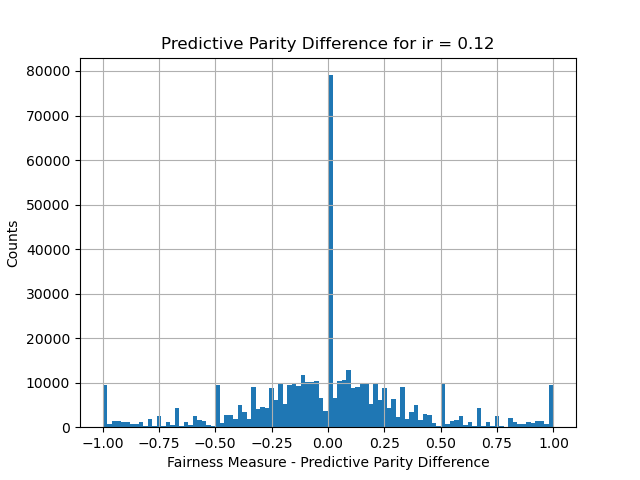 Predictive Parity Difference for ir = 0.12
80000
70000
60000
50000
40000
30000
20000
10000
0
Counts
−1.00 −0.75 −0.50 −0.25 0.00 0.25 0.50 0.75 1.00
Fairness Measure - Predictive Parity Difference